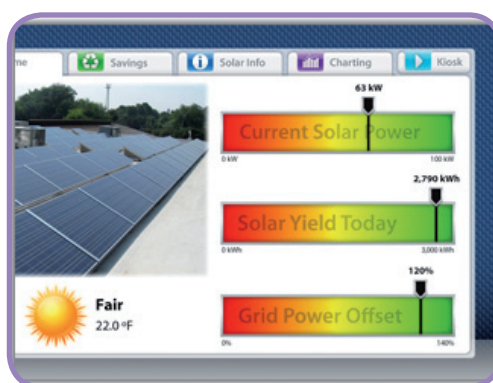 me Savings Solar Info Charting Kiosk
63 kW
Current Solar Power
0 kW 100 kW
2,790 kWh
Solar Yield Today
0 kWh 3,000 kWh
120%
Grid Power Offset
0% 140%
Fair
22.0 ºF